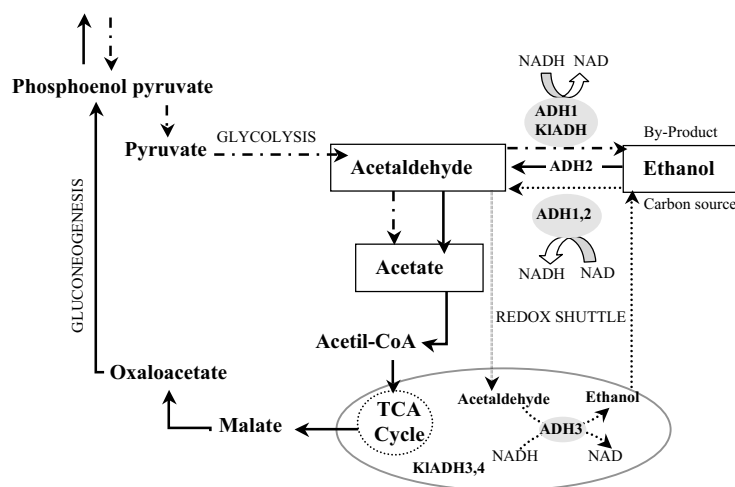 NADH NAD
Phosphoenol pyruvate
ADH1
KlADH
GLYCOLYSIS
By-Product
Pyruvate
Acetaldehyde
ADH2
Ethanol
ADH1,2
Carbon source
GLUCONEOGENESIS
Acetate
NADH NAD
REDOX SHUTTLE
Acetil-CoA
Oxaloacetate
Acetaldehyde
Ethanol
TCA
Cycle
Malate
ADH3
KlADH3,4
NADH
NAD